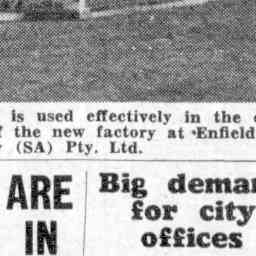 is used effectively in the
the new factory at Enfield
(SA) Pty. Ltd.
ARE
IN
Big
for city
offices